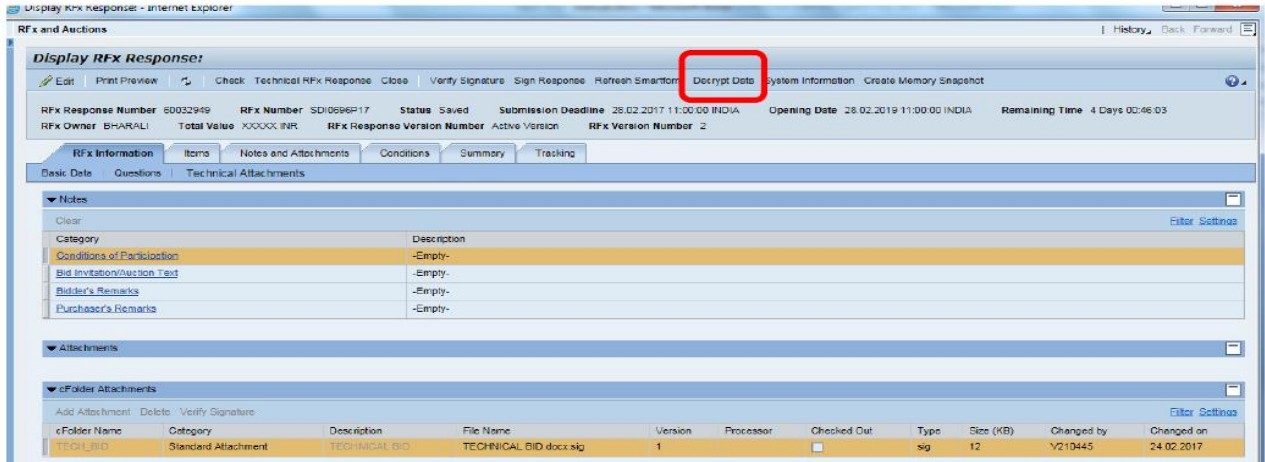 Display RFx Response: - Internet Explorer
RFx and Auctions | History Back Forward
Display RFx Response:
Edit | Print Preview | Check Technical RFx Response Close | Verify Signature Sign Response Refresh Smartform Decrypt Data System Information Create Memory Snapshot
RFx Response Number 60032949 RFx Number SDI0696P17 Status Saved Submission Deadline 28.02.2017 11:00:00 INDIA Opening Date 28.02.2019 11:00:00 INDIA Remaining Time 4 Days 00:46:03
RFx Owner BHARALI Total Value XXXXX INR RFx Response Version Number Active Version RFx Version Number 2
RFx Information Items Notes and Attachments Conditions Summary Tracking
Basic Data | Questions | Technical Attachments
Notes
Clear Filter Settings
Category Description
Conditions of Participation -Empty-
Bid Invitation/Auction Text -Empty-
Bidder's Remarks -Empty-
Purchaser's Remarks -Empty-
Attachments
cFolder Attachments
Add Attachment Delete Verify Signature Filter Settings
cFolder Name Category Description File Name Version Processor Checked Out Type Size (KB) Changed by Changed on
TECH_BID Standard Attachment TECHNICAL BID TECHNICAL BID.docx.sig 1 sig 12 V210445 24.02.2017